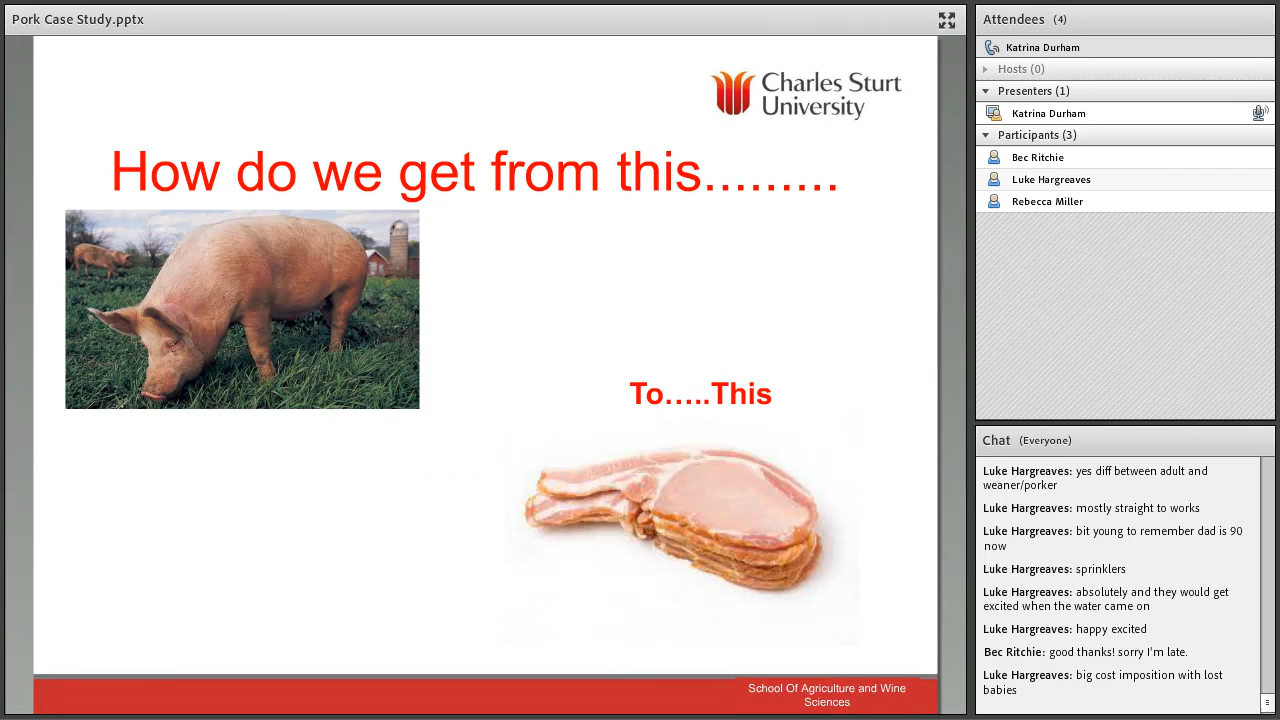 Pork Case Study.pptx
Charles Sturt
University
How do we get from this.........
To…..This
School Of Agriculture and Wine
Sciences
Attendees (4)
Katrina Durham
Hosts (0)
Presenters (1)
Katrina Durham
Participants (3)
Bec Ritchie
Luke Hargreaves
Rebecca Miller
Chat (Everyone)
Luke Hargreaves: yes diff between adult and
weaner/porker
Luke Hargreaves: mostly straight to works
Luke Hargreaves: bit young to remember dad is 90
now
Luke Hargreaves: sprinklers
Luke Hargreaves: absolutely and they would get
excited when the water came on
Luke Hargreaves: happy excited
Bec Ritchie: good thanks! sorry I'm late.
Luke Hargreaves: big cost imposition with lost
babies